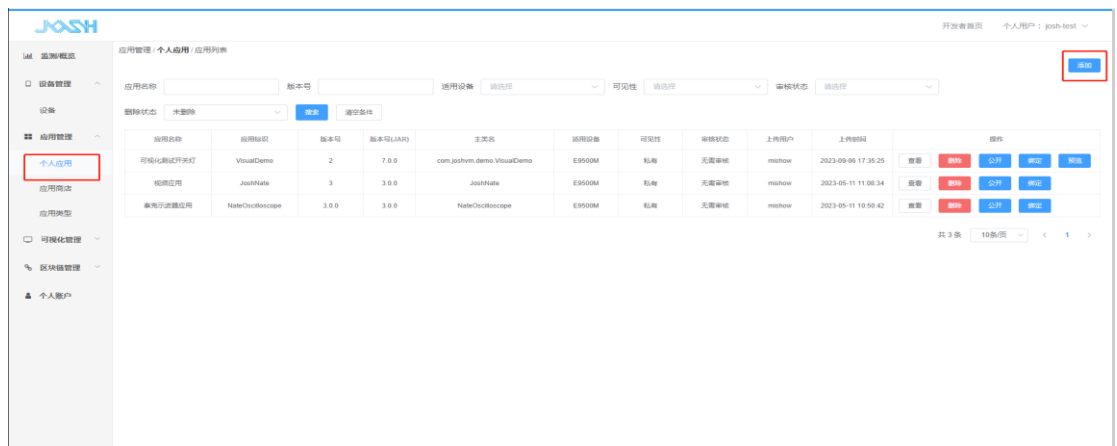 JOSH
开发者首页 个人用户： josh-test
监测/概览
设备管理
设备
应用管理
个人应用
应用商店
应用类型
可视化管理
区块链管理
个人账户
应用管理 / 个人应用 / 应用列表
添加
应用名称 版本号 适用设备 请选择 可见性 请选择 审核状态 请选择
删除状态 未删除 搜索 清空条件
应用名称 应用标识 版本号 版本号(JAR) 主类名 适用设备 可见性 审核状态 上传用户 上传时间 操作
可视化测试开关灯 VisualDemo 2 7.0.0 com.joshvm.demo.VisualDemo E9500M 私有 无需审核 mishow 2023-09-06 17:35:25 查看 删除 公开 绑定 预览
视频应用 JoshNate 3 3.0.0 JoshNate E9500M 私有 无需审核 mishow 2023-05-11 11:08:34 查看 删除 公开 绑定
示波器应用 NateOscilloscope 3.0.0 3.0.0 NateOscilloscope E9500M 私有 无需审核 mishow 2023-05-11 10:50:42 查看 删除 公开 绑定
共 3 条 10条/页 1